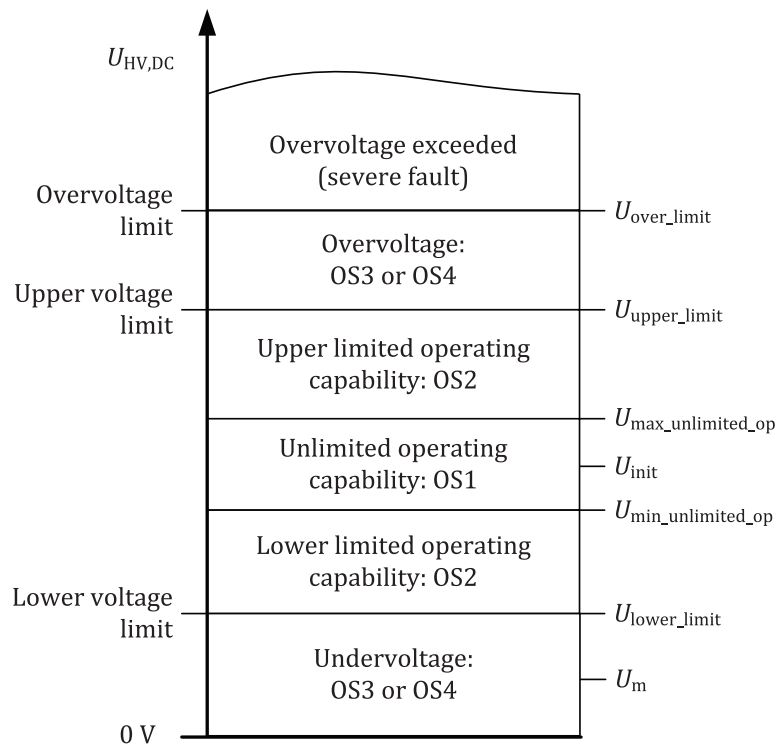 U_HV,DC
Overvoltage exceeded
(severe fault)
Overvoltage
limit
U_over_limit
Overvoltage:
OS3 or OS4
Upper voltage
limit
U_upper_limit
Upper limited operating
capability: OS2
U_max_unlimited_op
Unlimited operating
capability: OS1
U_init
U_min_unlimited_op
Lower limited operating
capability: OS2
Lower voltage
limit
U_lower_limit
Undervoltage:
OS3 or OS4
U_m
0 V